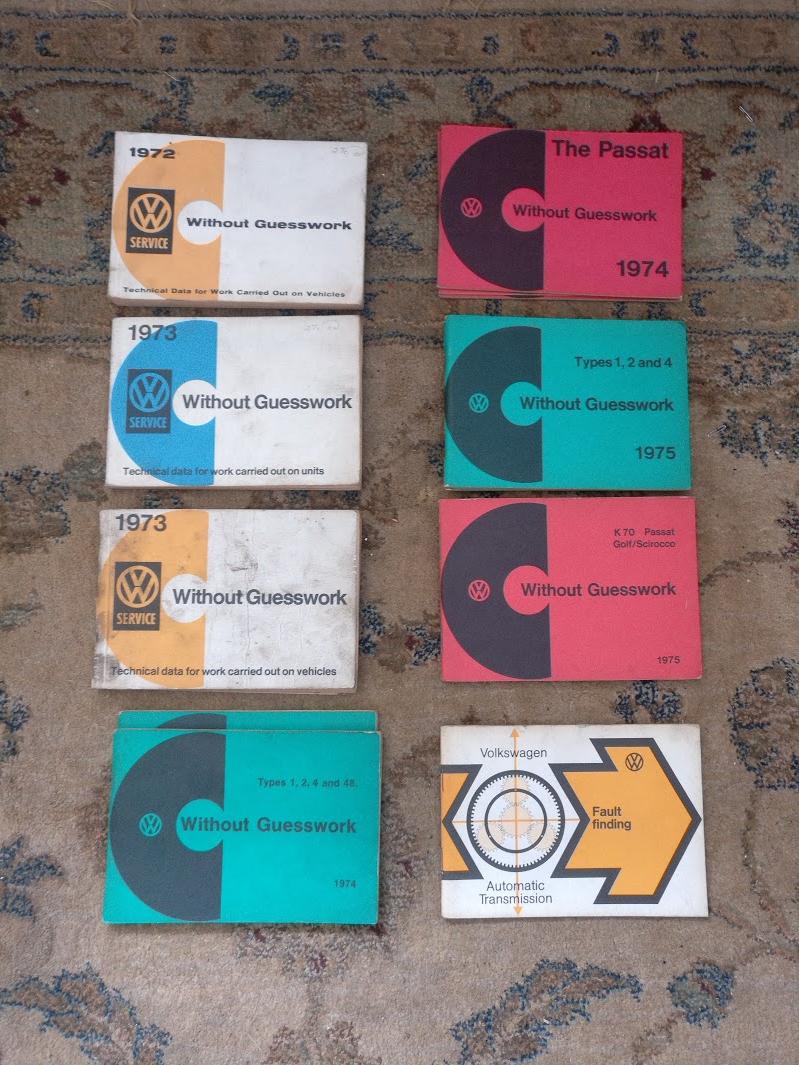 1972
SERVICE
Without Guesswork
Technical Data for Work Carried Out on Vehicles
1973
SERVICE
Without Guesswork
Technical data for work carried out on units
1973
SERVICE
Without Guesswork
Technical data for work carried out on vehicles
Types 1, 2, 4 and 48.
Without Guesswork
1974
The Passat
Without Guesswork
1974
Types 1, 2 and 4
Without Guesswork
1975
K 70 Passat
Golf/Scirocco
Without Guesswork
1975
Volkswagen
Fault
finding
Automatic
Transmission